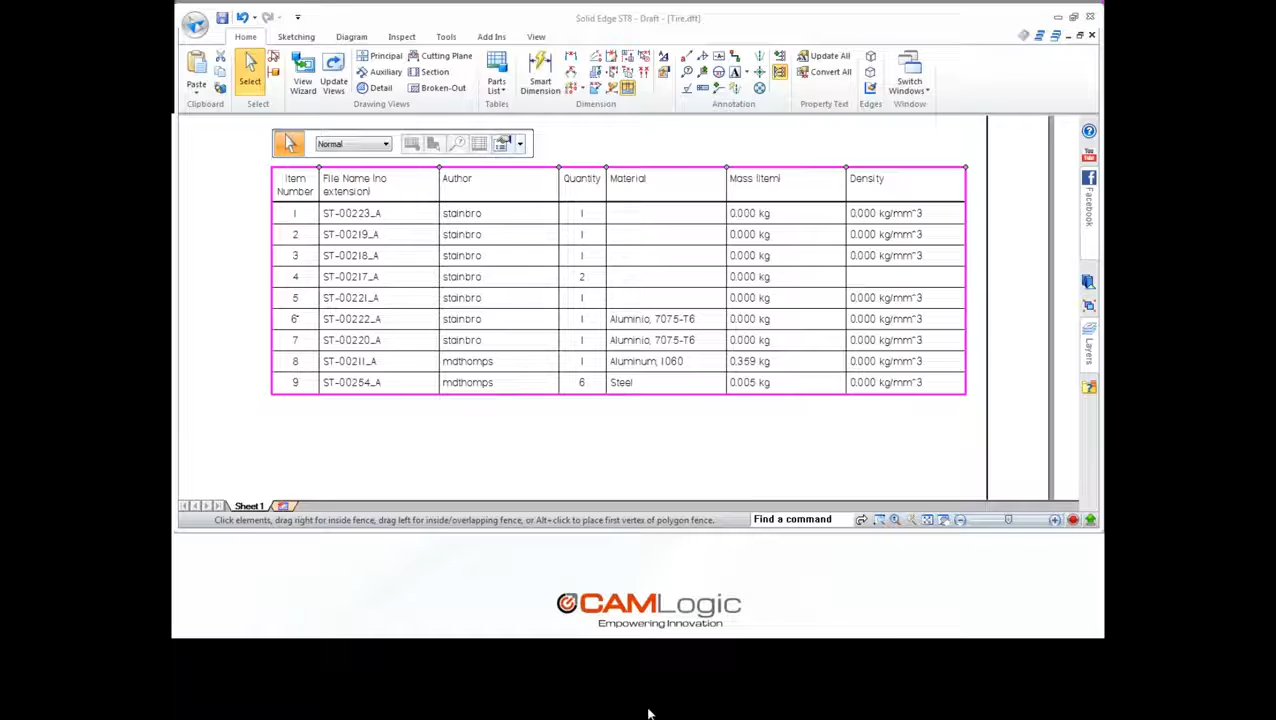 Solid Edge ST8 - Draft - [Tire.dft]
Home Sketching Diagram Inspect Tools Add Ins View
Paste Select View Wizard Update Views Principal Auxiliary Detail Cutting Plane Section Broken-Out Parts List Smart Dimension Update All Convert All Switch Windows
Clipboard Select Drawing Views Tables Dimension Annotation Property Text Edges Window
Normal
Item Number File Name (no extension) Author Quantity Material Mass (Item) Density
1 ST-00223_A stainbro 1 0.000 kg 0.000 kg/mm^3
2 ST-00219_A stainbro 1 0.000 kg 0.000 kg/mm^3
3 ST-00218_A stainbro 1 0.000 kg 0.000 kg/mm^3
4 ST-00217_A stainbro 2 0.000 kg
5 ST-00221_A stainbro 1 0.000 kg 0.000 kg/mm^3
6* ST-00222_A stainbro 1 Aluminio, 7075-T6 0.000 kg 0.000 kg/mm^3
7 ST-00220_A stainbro 1 Aluminio, 7075-T6 0.000 kg 0.000 kg/mm^3
8 ST-00211_A mdthomps 1 Aluminum, 1060 0.359 kg 0.000 kg/mm^3
9 ST-00254_A mdthomps 6 Steel 0.005 kg 0.000 kg/mm^3
You Tube
Facebook
Layers
Sheet1
Click elements, drag right for inside fence, drag left for inside/overlapping fence, or Alt+click to place first vertex of polygon fence. Find a command
CAMLogic
Empowering Innovation